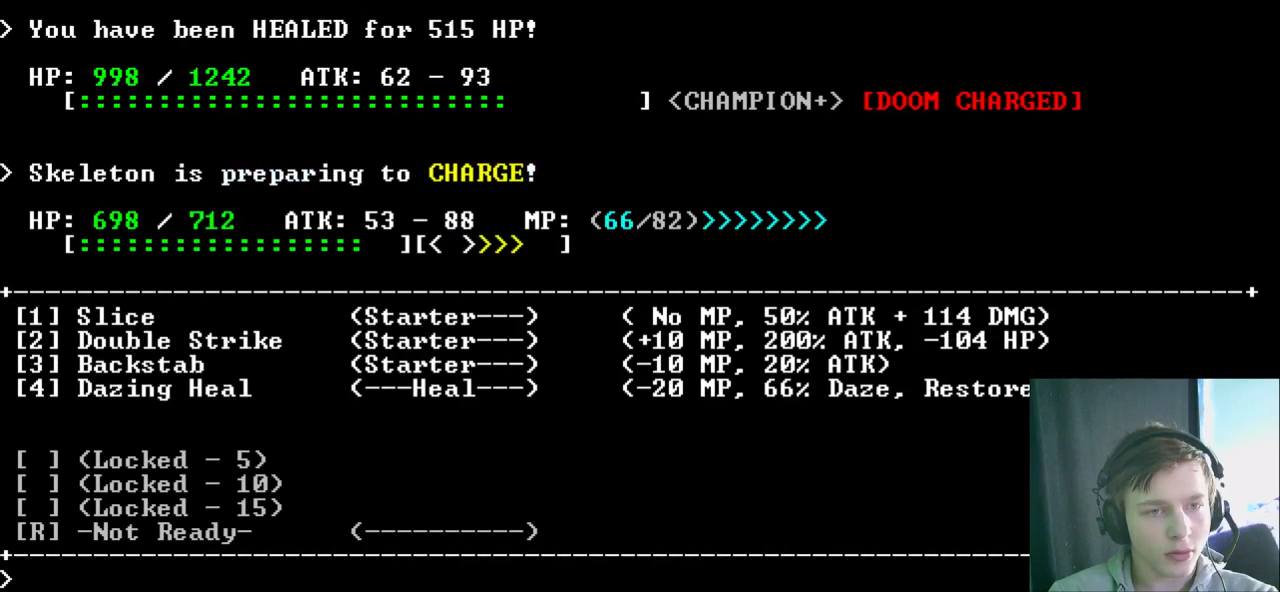 > You have been HEALED for 515 HP!
HP: 998 / 1242 ATK: 62 - 93
[::::::::::::::::::::::::::: ] <CHAMPION+> [DOOM CHARGED]
> Skeleton is preparing to CHARGE!
HP: 698 / 712 ATK: 53 - 88 MP: (66/82)>>>>>>>>
[:::::::::::::::::: ][< >>>> ]
+------------------------------------------------------------------------------+
[1] Slice (Starter---) ( No MP, 50% ATK + 114 DMG)
[2] Double Strike (Starter---) (+10 MP, 200% ATK, -104 HP)
[3] Backstab (Starter---) (-10 MP, 20% ATK)
[4] Dazing Heal (---Heal---) (-20 MP, 66% Daze, Restore
[ ] (Locked - 5)
[ ] (Locked - 10)
[ ] (Locked - 15)
[R] -Not Ready- (----------)
+----------------------------------------------------------------
>